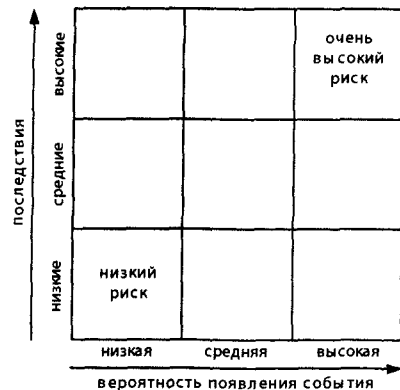 последствия
высокие
средние
низкие
очень
высокий
риск
низкий
риск
низкая средняя высокая
вероятность появления события